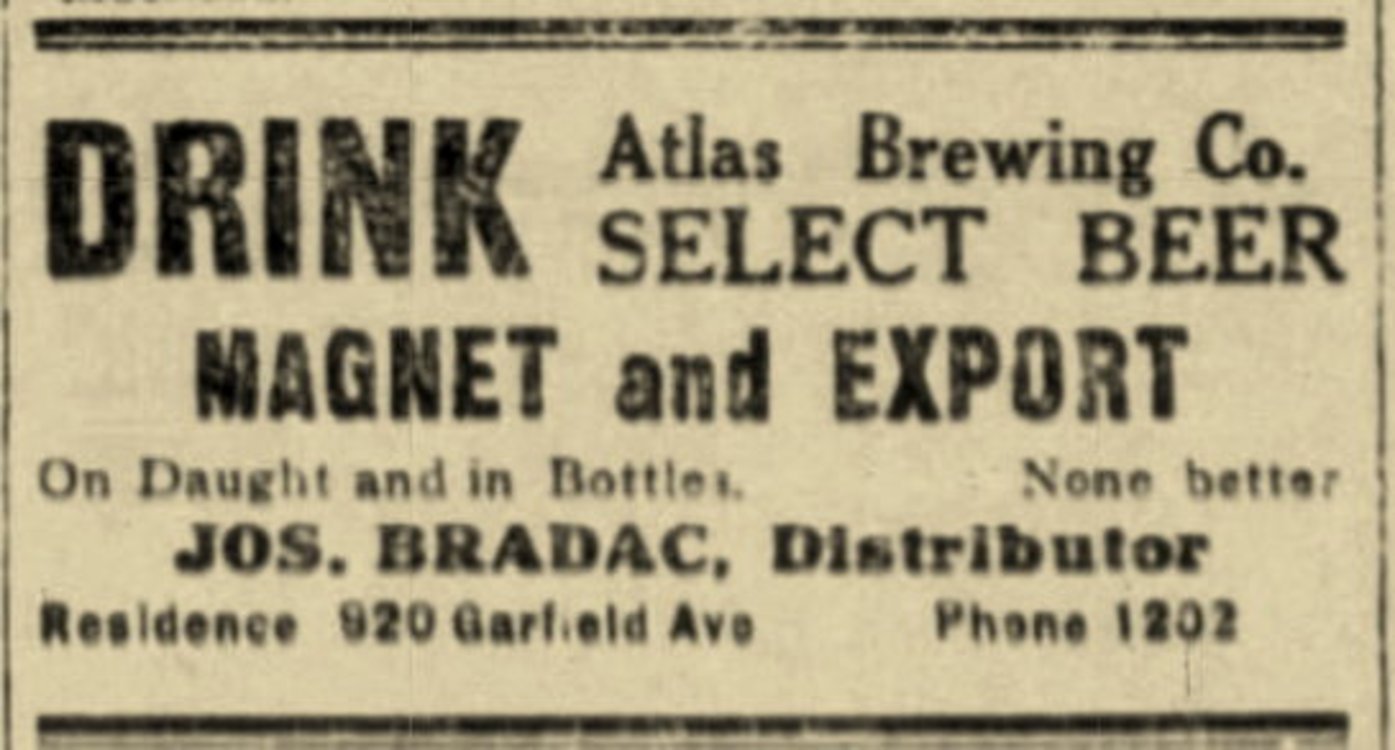 DRINK Atlas Brewing Co.
SELECT BEER
MAGNET and EXPORT
On Daught and in Bottles. None better
JOS. BRADAC, Distributor
Residence 920 Garfield Ave Phone 1202